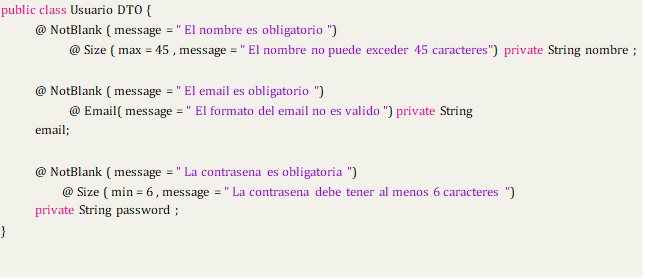 public class Usuario DTO {
@ NotBlank ( message = " El nombre es obligatorio ")
@ Size ( max = 45 , message = " El nombre no puede exceder 45 caracteres") private String nombre ;
@ NotBlank ( message = " El email es obligatorio ")
@ Email( message = " El formato del email no es valido ") private String
email;
@ NotBlank ( message = " La contrasena es obligatoria ")
@ Size ( min = 6 , message = " La contrasena debe tener al menos 6 caracteres ")
private String password ;
}